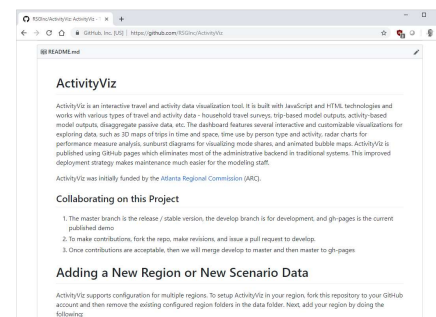 RSGInc/ActivityViz: ActivityViz - ×
GitHub, Inc. [US] | https://github.com/RSGInc/ActivityViz
README.md
ActivityViz
ActivityViz is an interactive travel and activity data visualization tool. It is built with JavaScript and HTML technologies and
works with various types of travel and activity data - household travel surveys, trip-based model outputs, activity-based
model outputs, disaggregate passive data, etc. The dashboard features several interactive and customizable visualizations for
exploring data, such as 3D maps of trips in time and space, time use by person type and activity, radar charts for
performance measure analysis, sunburst diagrams for visualizing mode shares, and animated bubble maps. ActivityViz is
published using GitHub pages which eliminates most of the administrative backend in traditional systems. This improved
deployment strategy makes maintenance much easier for the modeling staff.
ActivityViz was initially funded by the Atlanta Regional Commission (ARC).
Collaborating on this Project
1. The master branch is the release / stable version, the develop branch is for development, and gh-pages is the current
published demo
2. To make contributions, fork the repo, make revisions, and issue a pull request to develop.
3. Once contributions are acceptable, then we will merge develop to master and then master to gh-pages
Adding a New Region or New Scenario Data
ActivityViz supports configuration for multiple regions. To setup ActivityViz in your region, fork this repository to your GitHub
account and then remove the existing configured region folders in the data folder. Next, add your region by doing the
following: